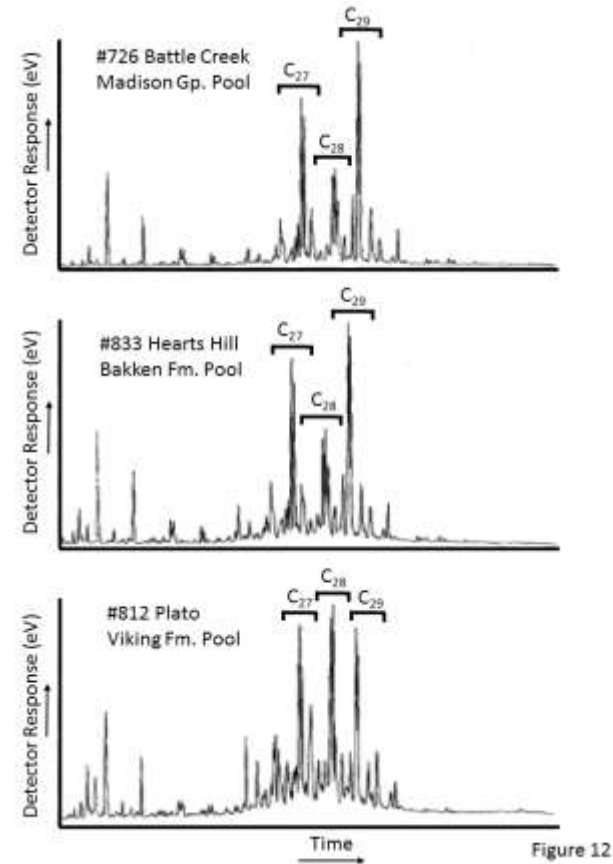 #726 Battle Creek
Madison Gp. Pool
C27
C28
C29
Detector Response (eV)
#833 Hearts Hill
Bakken Fm. Pool
C27
C28
C29
Detector Response (eV)
#812 Plato
Viking Fm. Pool
C27
C28
C29
Detector Response (eV)
Time
Figure 12